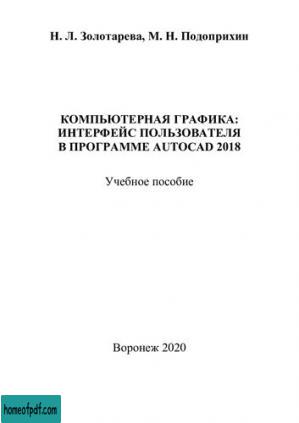 Н. Л. Золотарева, М. Н. Подоприхин
КОМПЬЮТЕРНАЯ ГРАФИКА:
ИНТЕРФЕЙС ПОЛЬЗОВАТЕЛЯ
В ПРОГРАММЕ AUTOCAD 2018
Учебное пособие
Воронеж 2020
homeofpdf.com